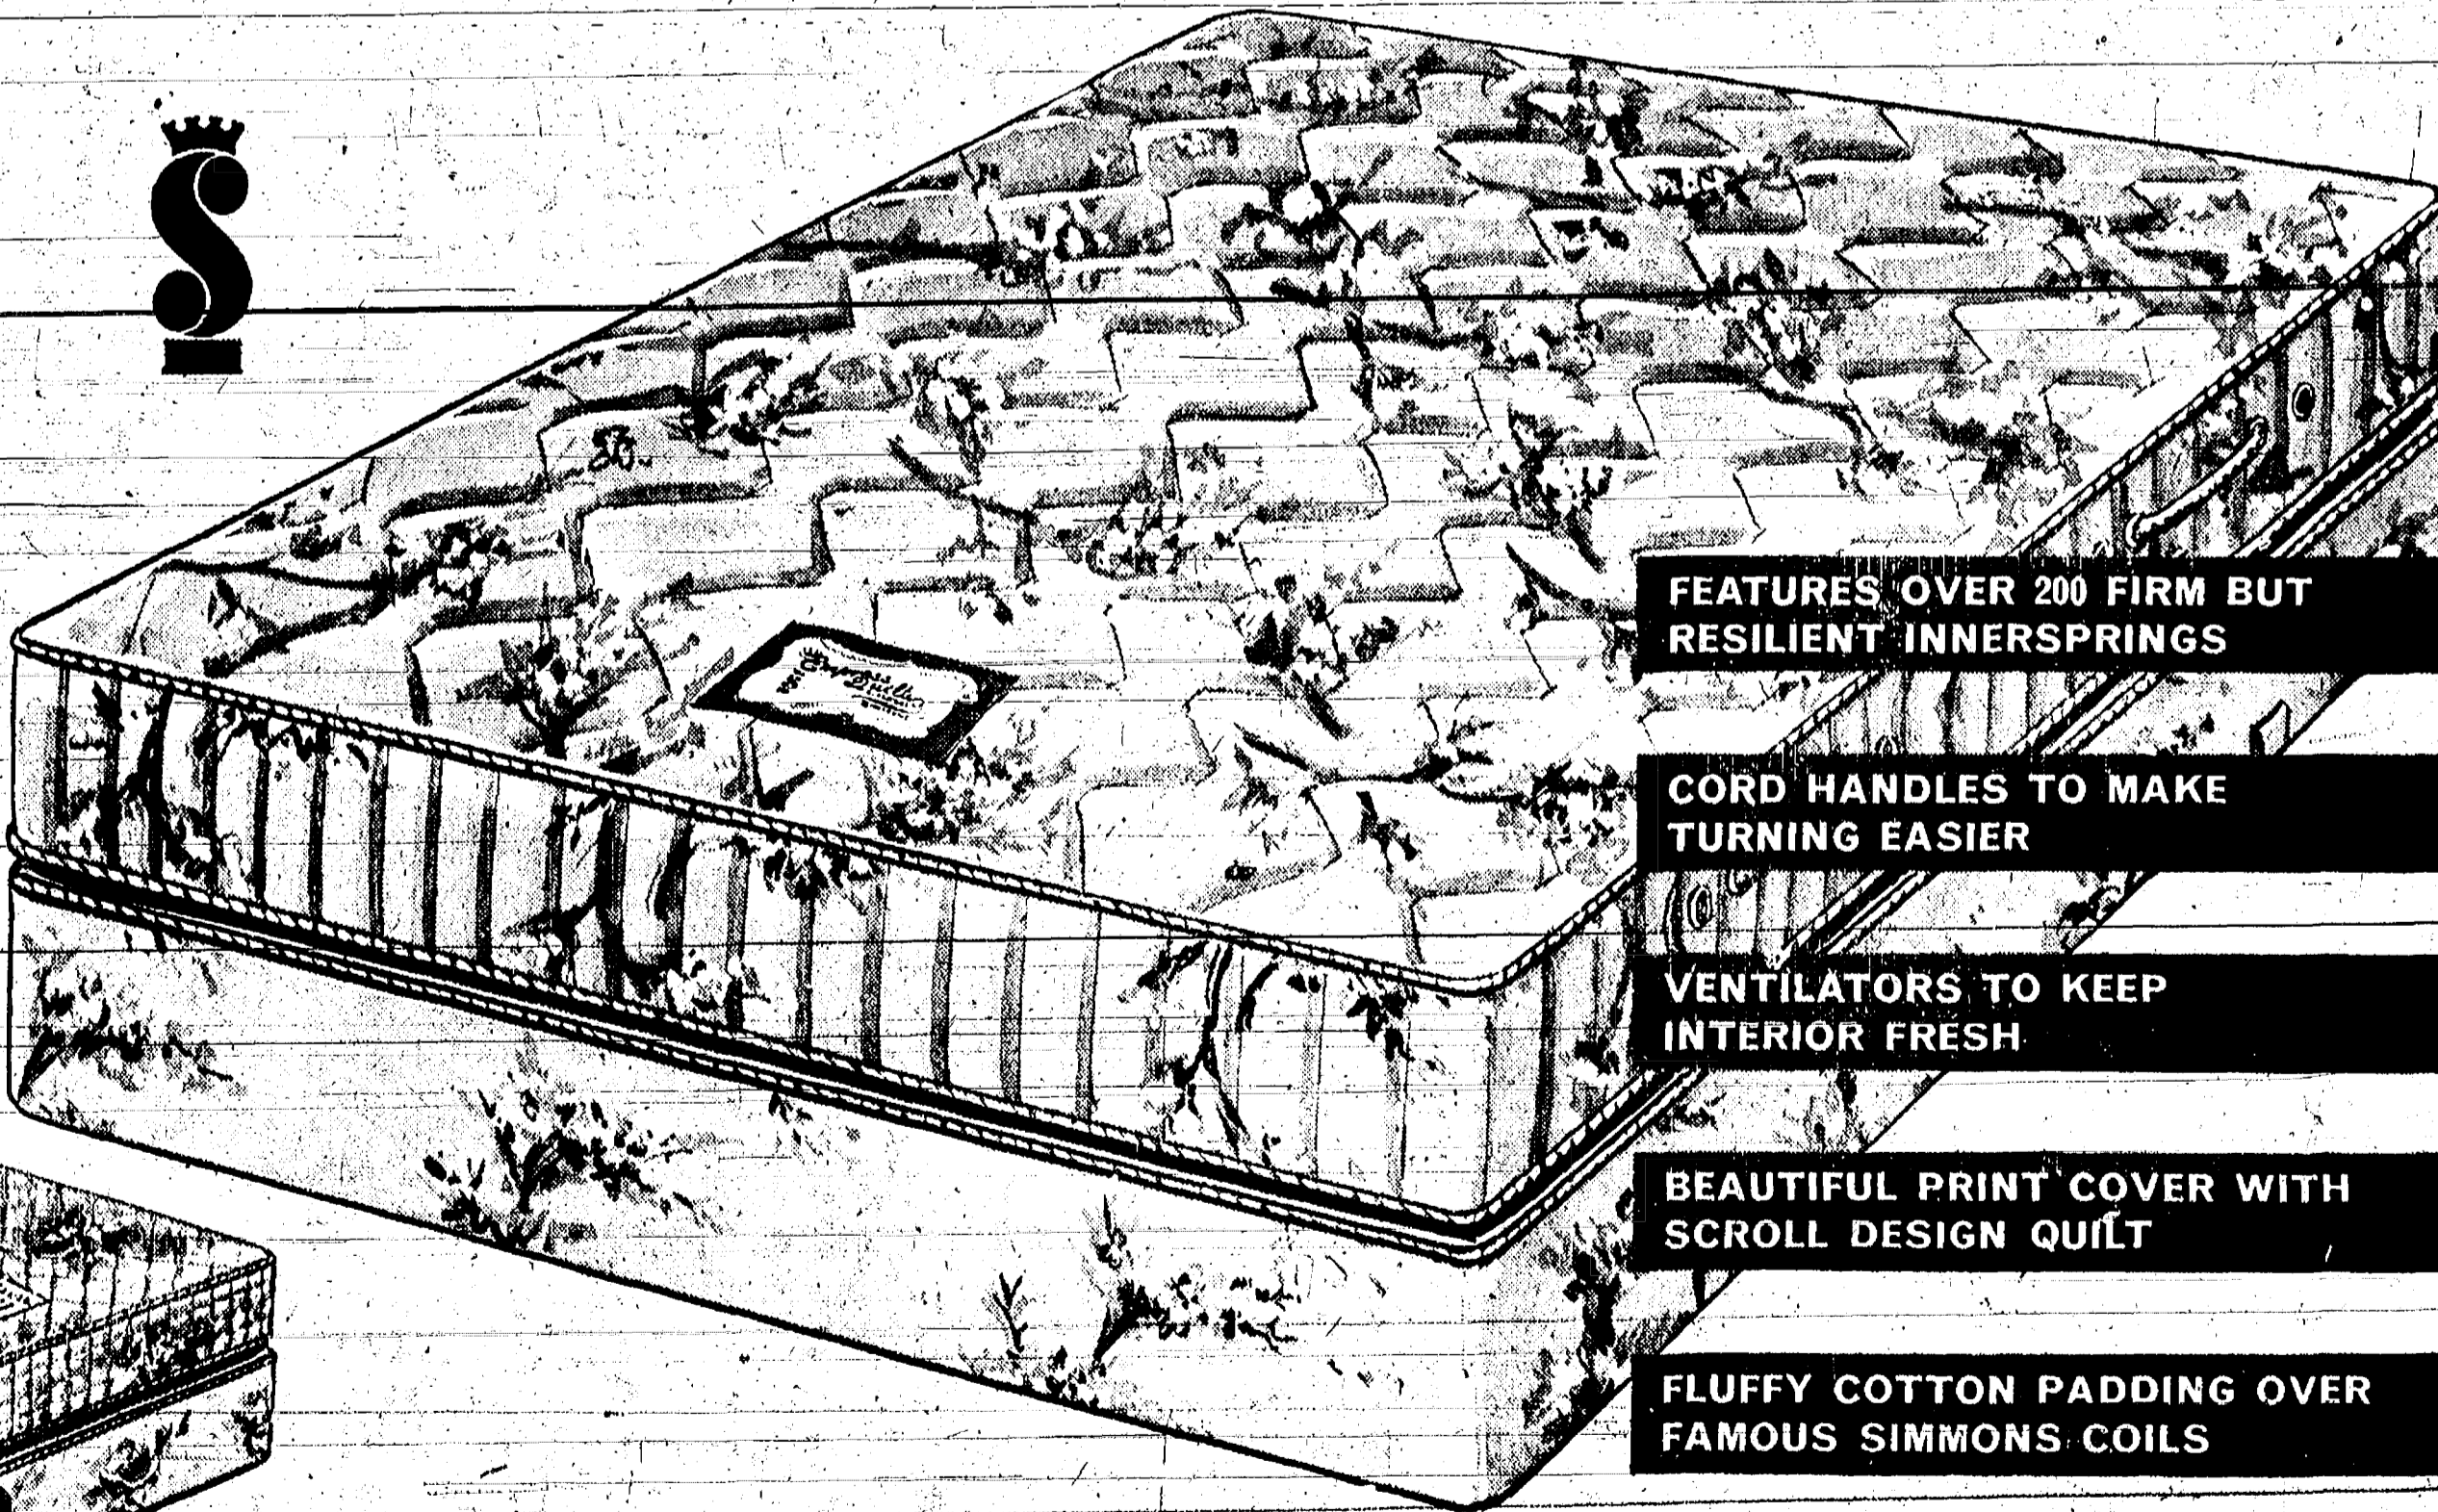 S
Empress
FEATURES OVER 200 FIRM BUT
RESILIENT INNERSPRINGS
CORD HANDLES TO MAKE
TURNING EASIER
VENTILATORS TO KEEP
INTERIOR FRESH
BEAUTIFUL PRINT COVER WITH
SCROLL DESIGN QUILT
FLUFFY COTTON PADDING OVER
FAMOUS SIMMONS COILS